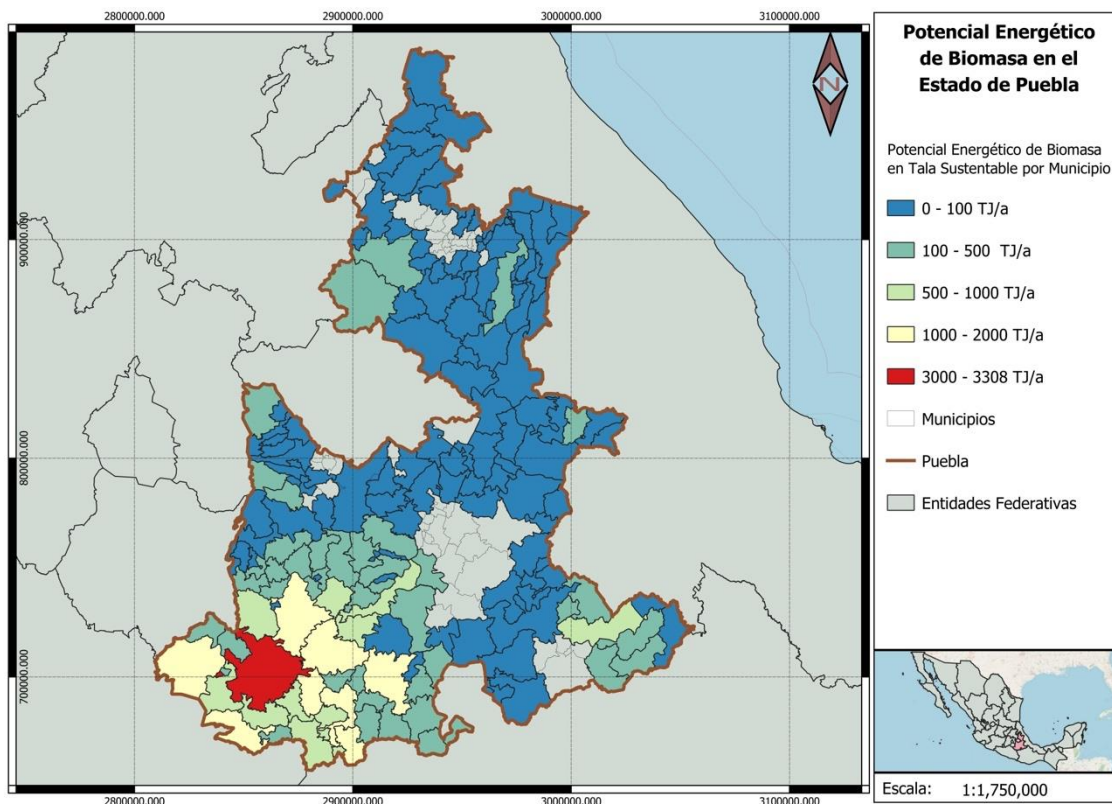 2800000.000 2900000.000 3000000.000 3100000.000
900000.000
800000.000
700000.000
2800000.000 2900000.000 3000000.000 3100000.000
N
Potencial Energético
de Biomasa en el
Estado de Puebla
Potencial Energético de Biomasa
en Tala Sustentable por Municipio
0 - 100 TJ/a
100 - 500 TJ/a
500 - 1000 TJ/a
1000 - 2000 TJ/a
3000 - 3308 TJ/a
Municipios
Puebla
Entidades Federativas
Escala: 1:1,750,000